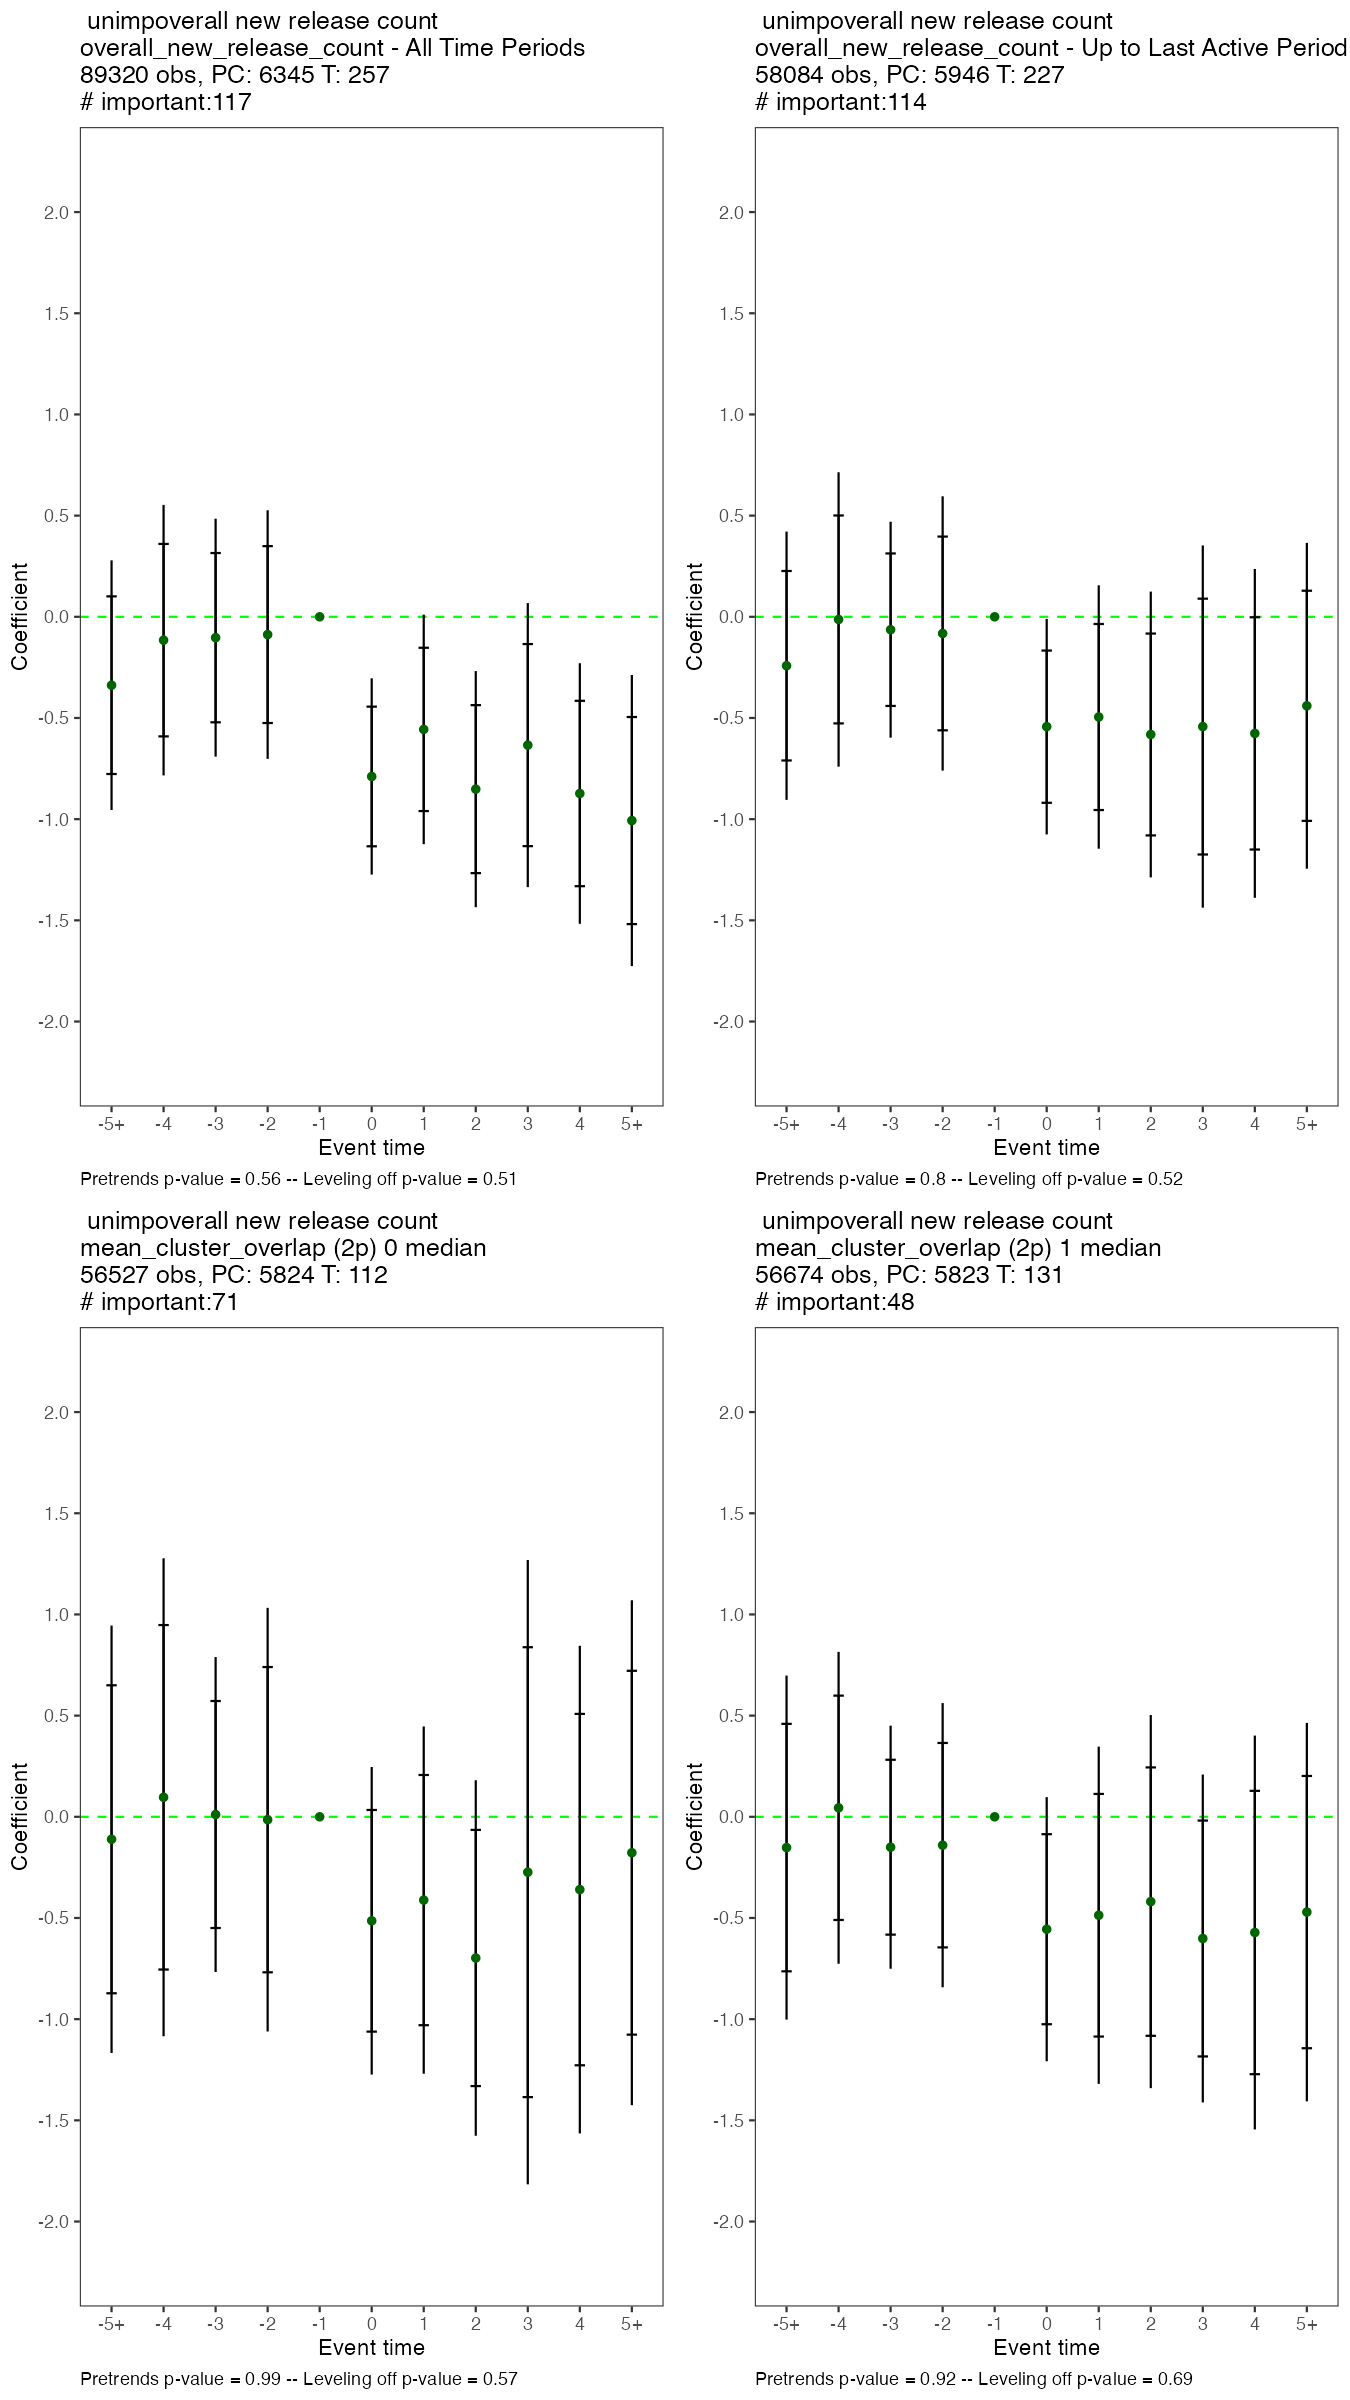 unimpoverall new release count
overall_new_release_count - All Time Periods
89320 obs, PC: 6345 T: 257
# important:117
2.0
1.5
1.0
0.5
0.0
-0.5
-1.0
-1.5
-2.0
Coefficient
-5+ -4 -3 -2 -1 0 1 2 3 4 5+
Event time
Pretrends p-value = 0.56 -- Leveling off p-value = 0.51
unimpoverall new release count
overall_new_release_count - Up to Last Active Period
58084 obs, PC: 5946 T: 227
# important:114
2.0
1.5
1.0
0.5
0.0
-0.5
-1.0
-1.5
-2.0
Coefficient
-5+ -4 -3 -2 -1 0 1 2 3 4 5+
Event time
Pretrends p-value = 0.8 -- Leveling off p-value = 0.52
unimpoverall new release count
mean_cluster_overlap (2p) 0 median
56527 obs, PC: 5824 T: 112
# important:71
2.0
1.5
1.0
0.5
0.0
-0.5
-1.0
-1.5
-2.0
Coefficient
-5+ -4 -3 -2 -1 0 1 2 3 4 5+
Event time
Pretrends p-value = 0.99 -- Leveling off p-value = 0.57
unimpoverall new release count
mean_cluster_overlap (2p) 1 median
56674 obs, PC: 5823 T: 131
# important:48
2.0
1.5
1.0
0.5
0.0
-0.5
-1.0
-1.5
-2.0
Coefficient
-5+ -4 -3 -2 -1 0 1 2 3 4 5+
Event time
Pretrends p-value = 0.92 -- Leveling off p-value = 0.69